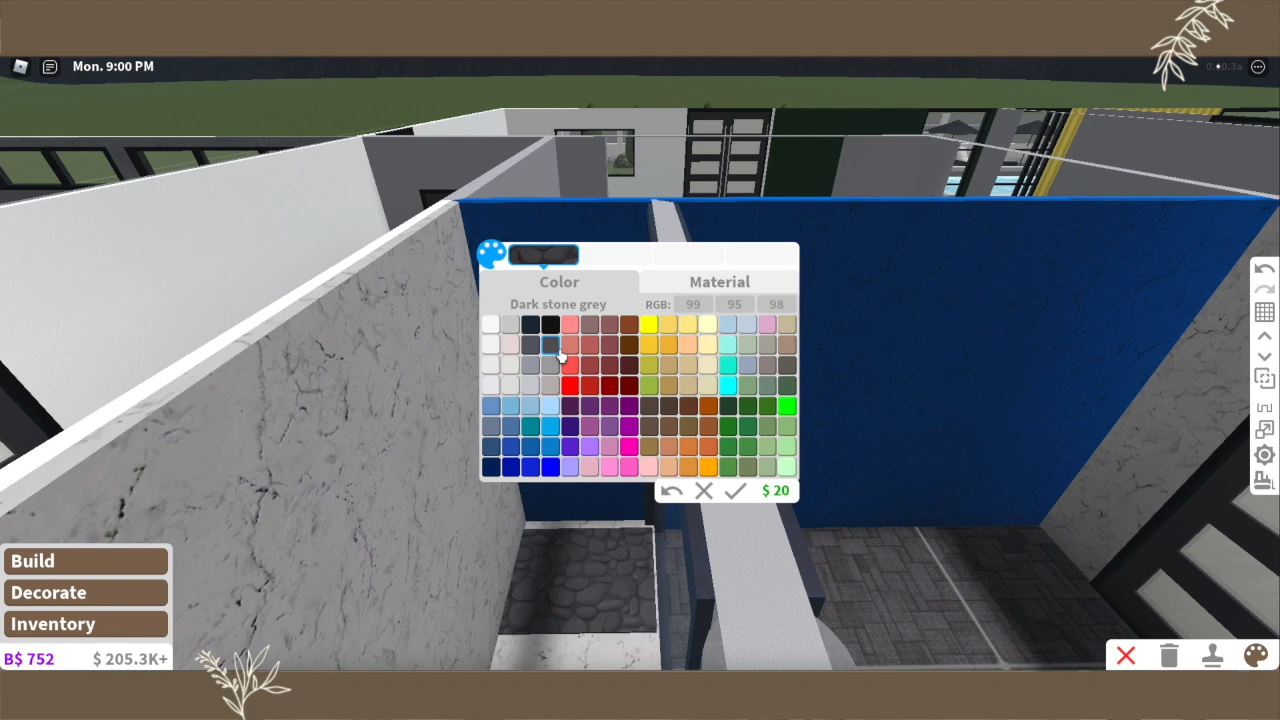 Mon. 9:00 PM
Color
Material
Dark stone grey
RGB: 99 95 98
$ 20
Build
Decorate
Inventory
B$ 752
$ 205.3K+